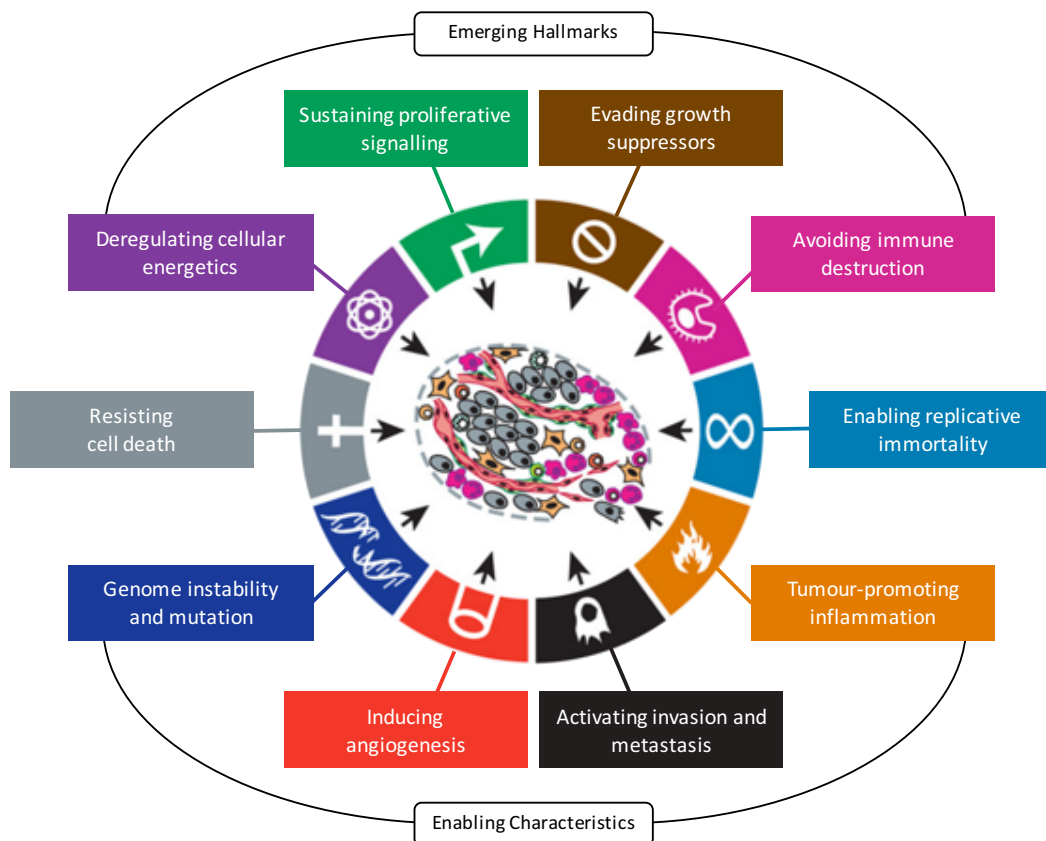 Emerging Hallmarks
Sustaining proliferative
signalling
Evading growth
suppressors
Deregulating cellular
energetics
Avoiding immune
destruction
Resisting
cell death
Enabling replicative
immortality
Genome instability
and mutation
Tumour-promoting
inflammation
Inducing
angiogenesis
Activating invasion and
metastasis
Enabling Characteristics